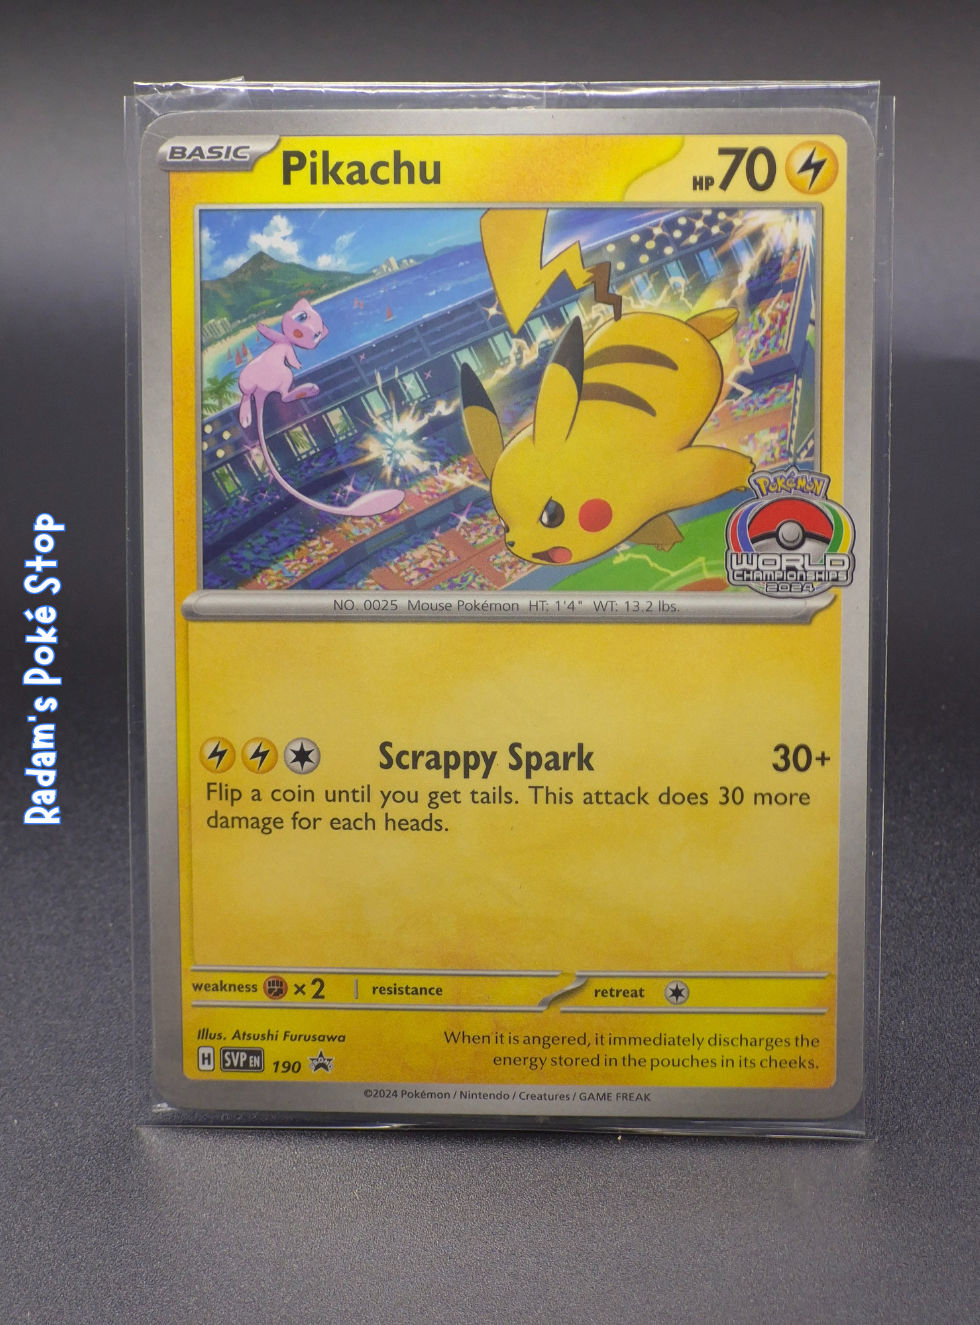 BASIC
Pikachu
HP 70
POKÉMON
WORLD
CHAMPIONSHIPS
2024
NO. 0025 Mouse Pokémon HT: 1'4" WT: 13.2 lbs.
Scrappy Spark 30+
Flip a coin until you get tails. This attack does 30 more
damage for each heads.
weakness ×2 resistance retreat
Illus. Atsushi Furusawa
H SVP EN 190
When it is angered, it immediately discharges the
energy stored in the pouches in its cheeks.
©2024 Pokémon / Nintendo / Creatures / GAME FREAK
Radam's Poké Stop